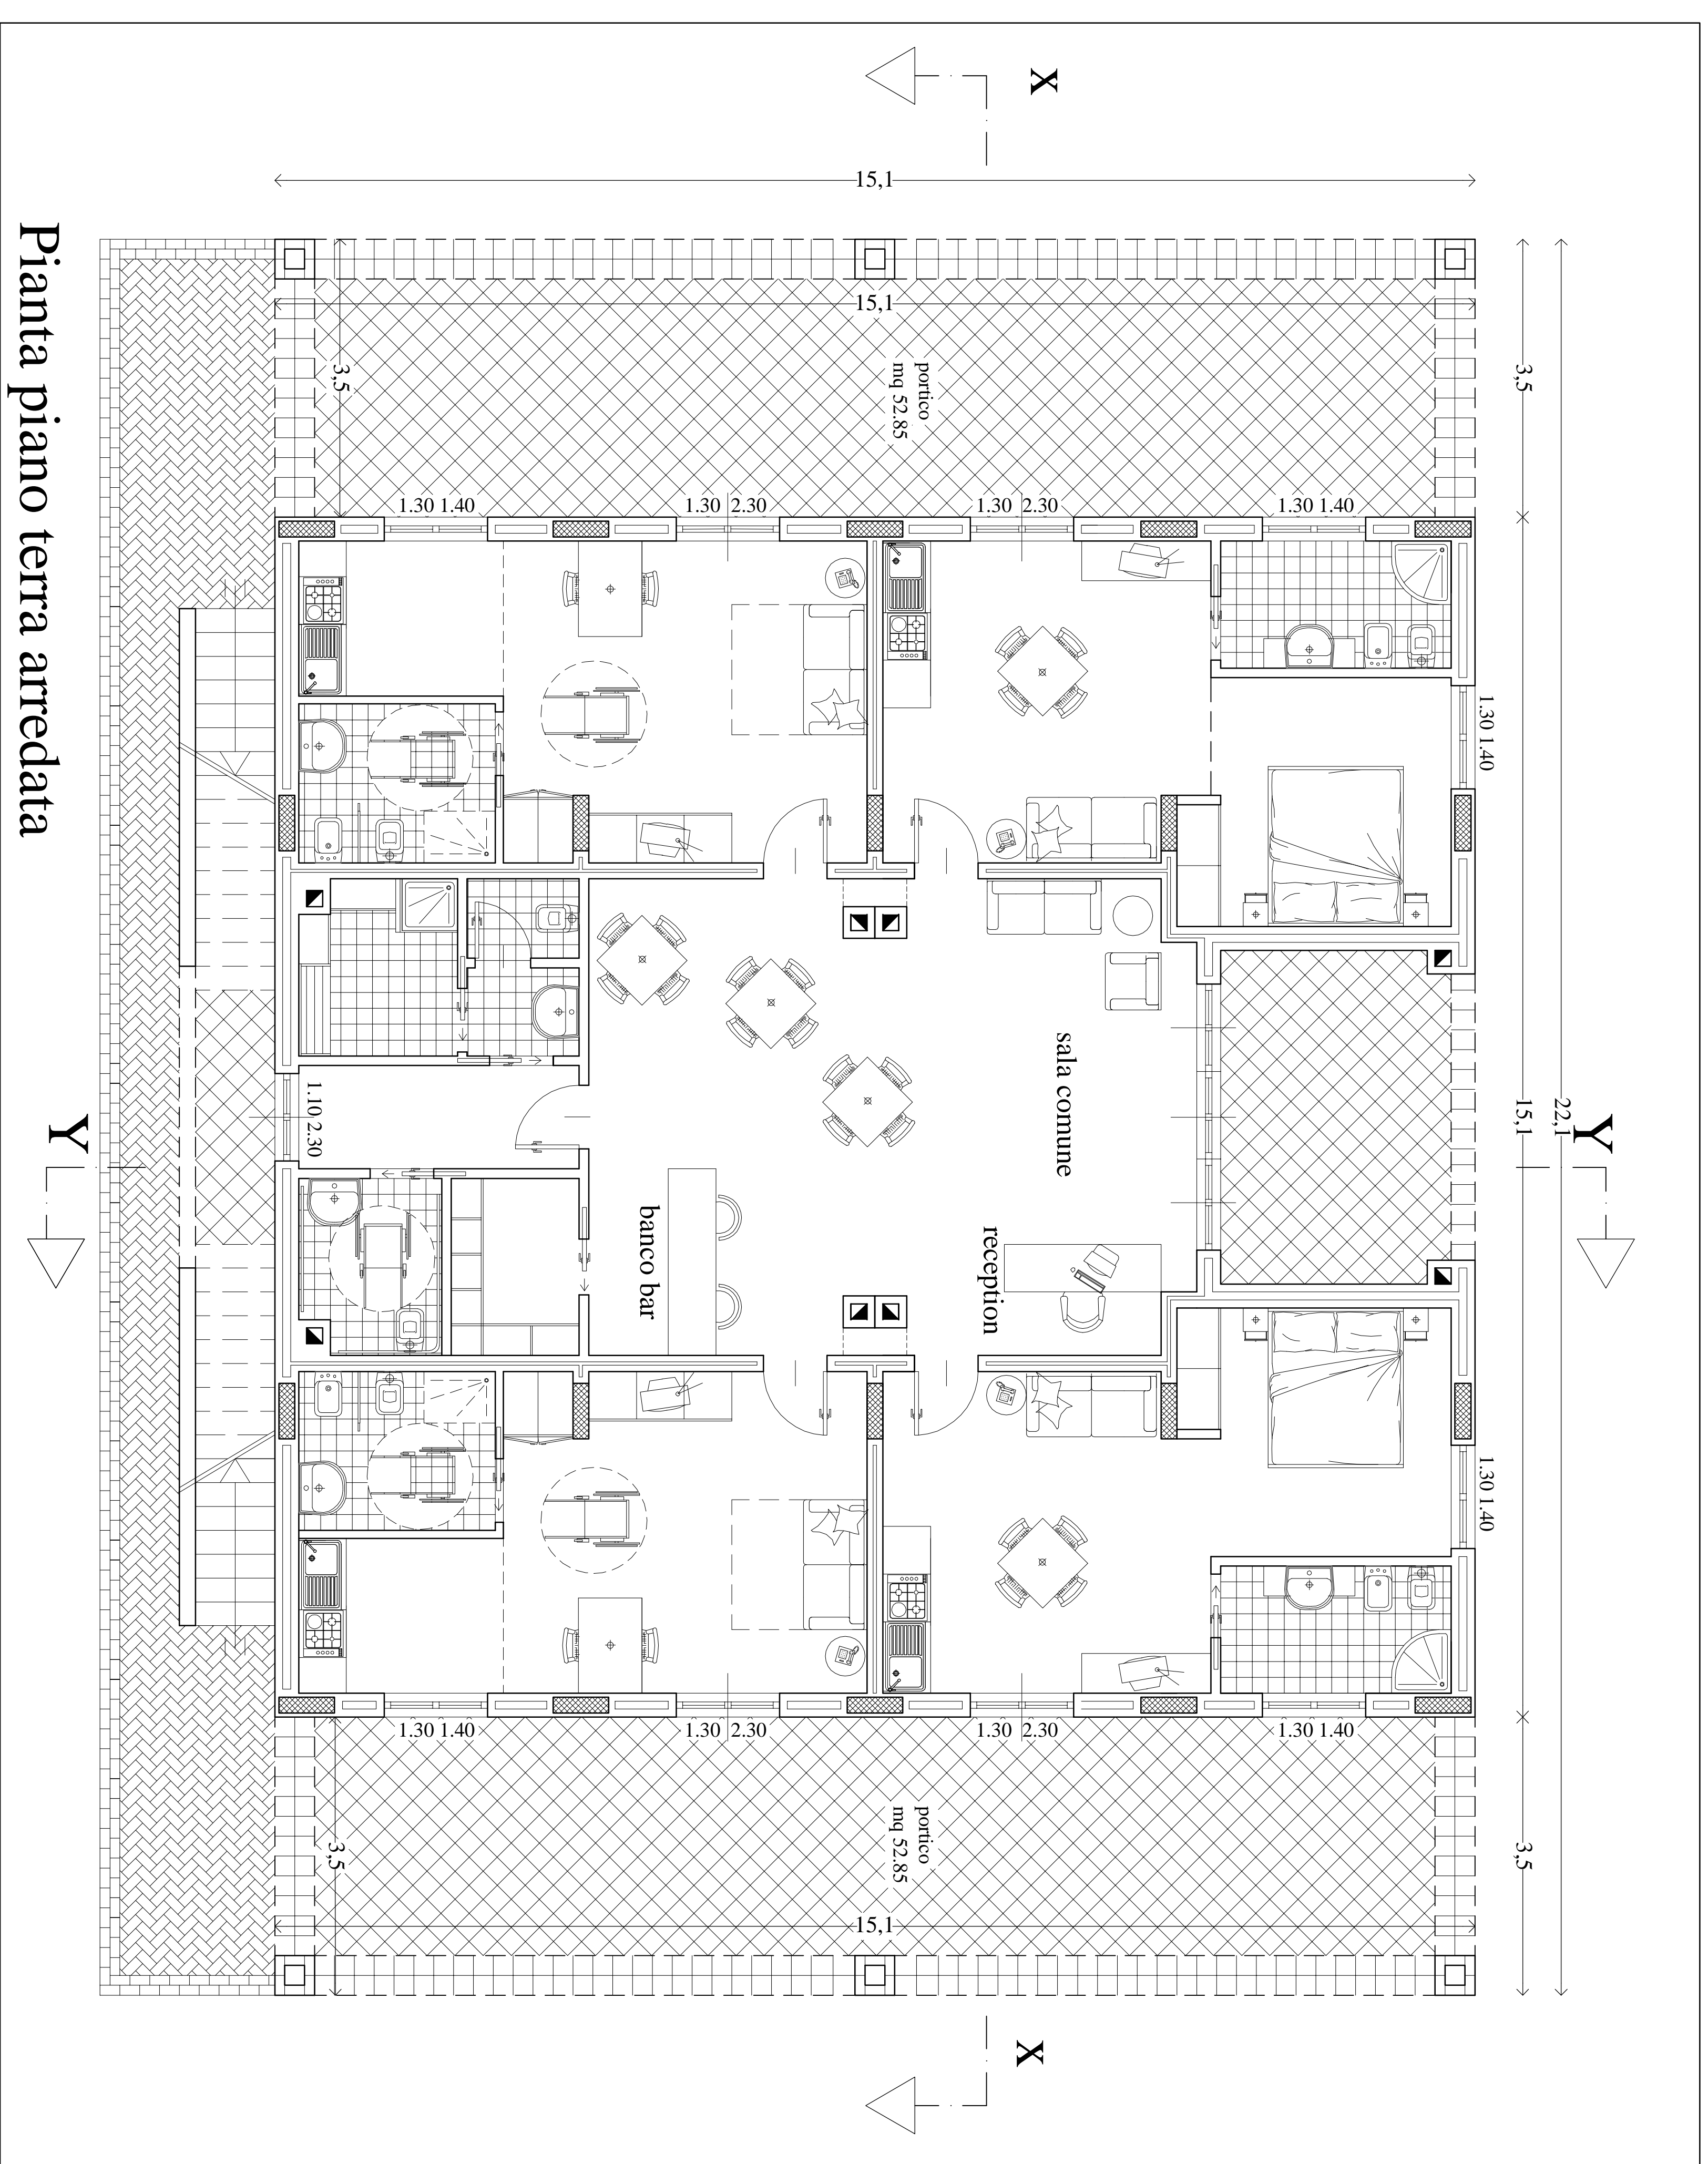 22,1
3,5
15,1
3,5
Y
1.30 1.40
1.30 1.40
X
X
15,1
15,1
15,1
portico
mq 52.85
portico
mq 52.85
1.30 1.40
1.30 2.30
1.30 2.30
1.30 1.40
1.30 1.40
1.30 2.30
1.30 2.30
1.30 1.40
sala comune
reception
banco bar
1.10 2.30
3,5
3,5
Y
Pianta piano terra arredata